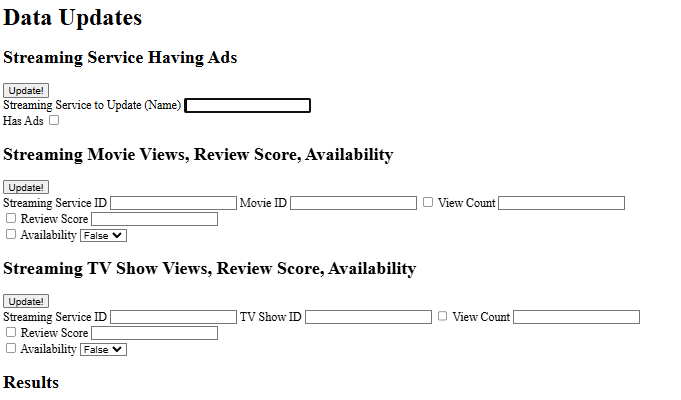 Data Updates
Streaming Service Having Ads
Update!
Streaming Service to Update (Name)
Has Ads
Streaming Movie Views, Review Score, Availability
Update!
Streaming Service ID Movie ID View Count
Review Score
Availability False
Streaming TV Show Views, Review Score, Availability
Update!
Streaming Service ID TV Show ID View Count
Review Score
Availability False
Results